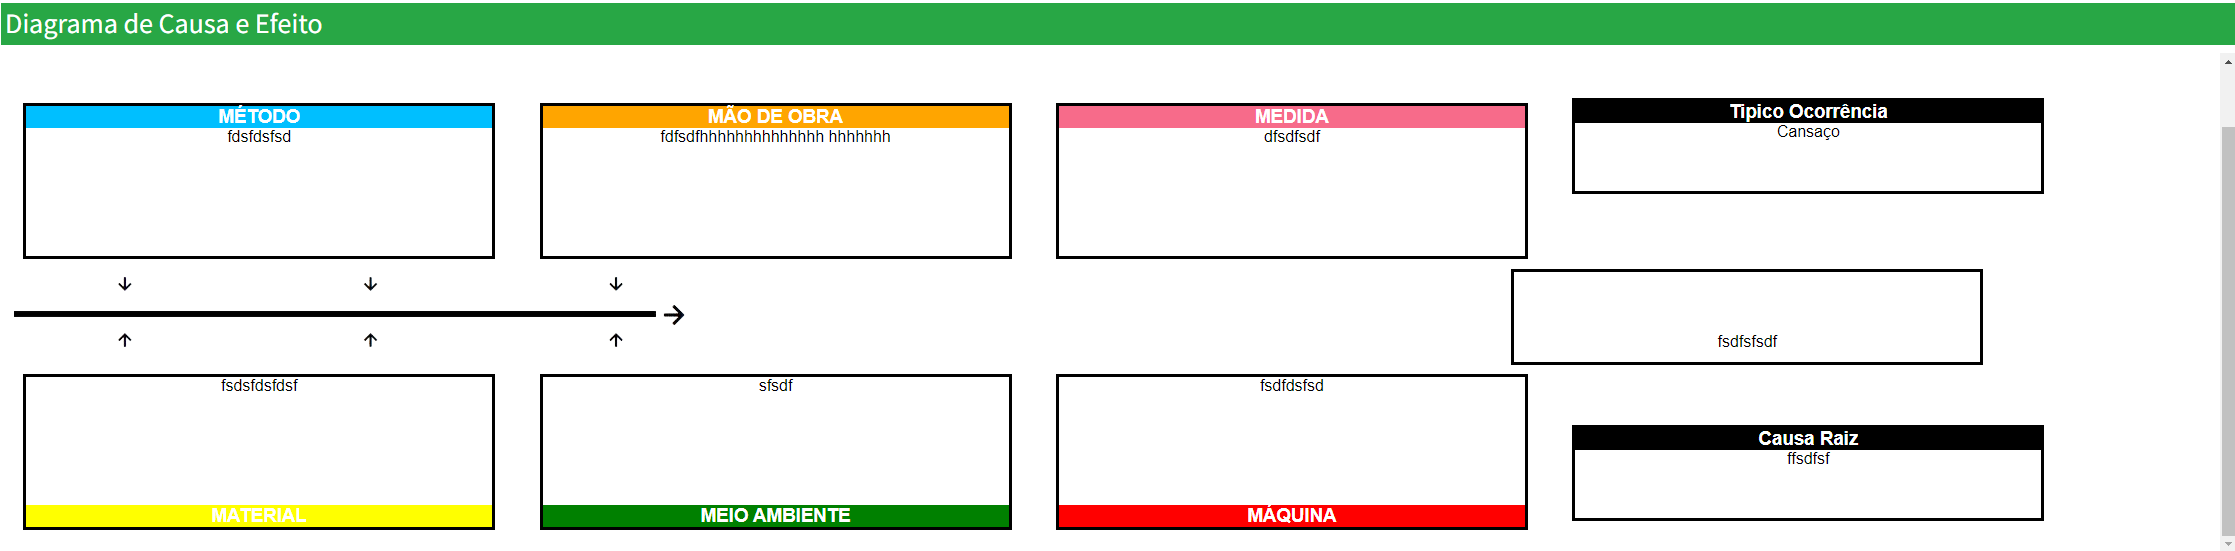 Diagrama de Causa e Efeito
MÉTODO
fdsfdsfsd
MÃO DE OBRA
fdfsdfhhhhhhhhhhhhhh hhhhhhh
MEDIDA
dfsdfsdf
Tipico Ocorrência
Cansaço
fsdfsfsdf
fsdsfdsfdsf
MATERIAL
sfsdf
MEIO AMBIENTE
fsdfdsfsd
MÁQUINA
Causa Raiz
ffsdfsf